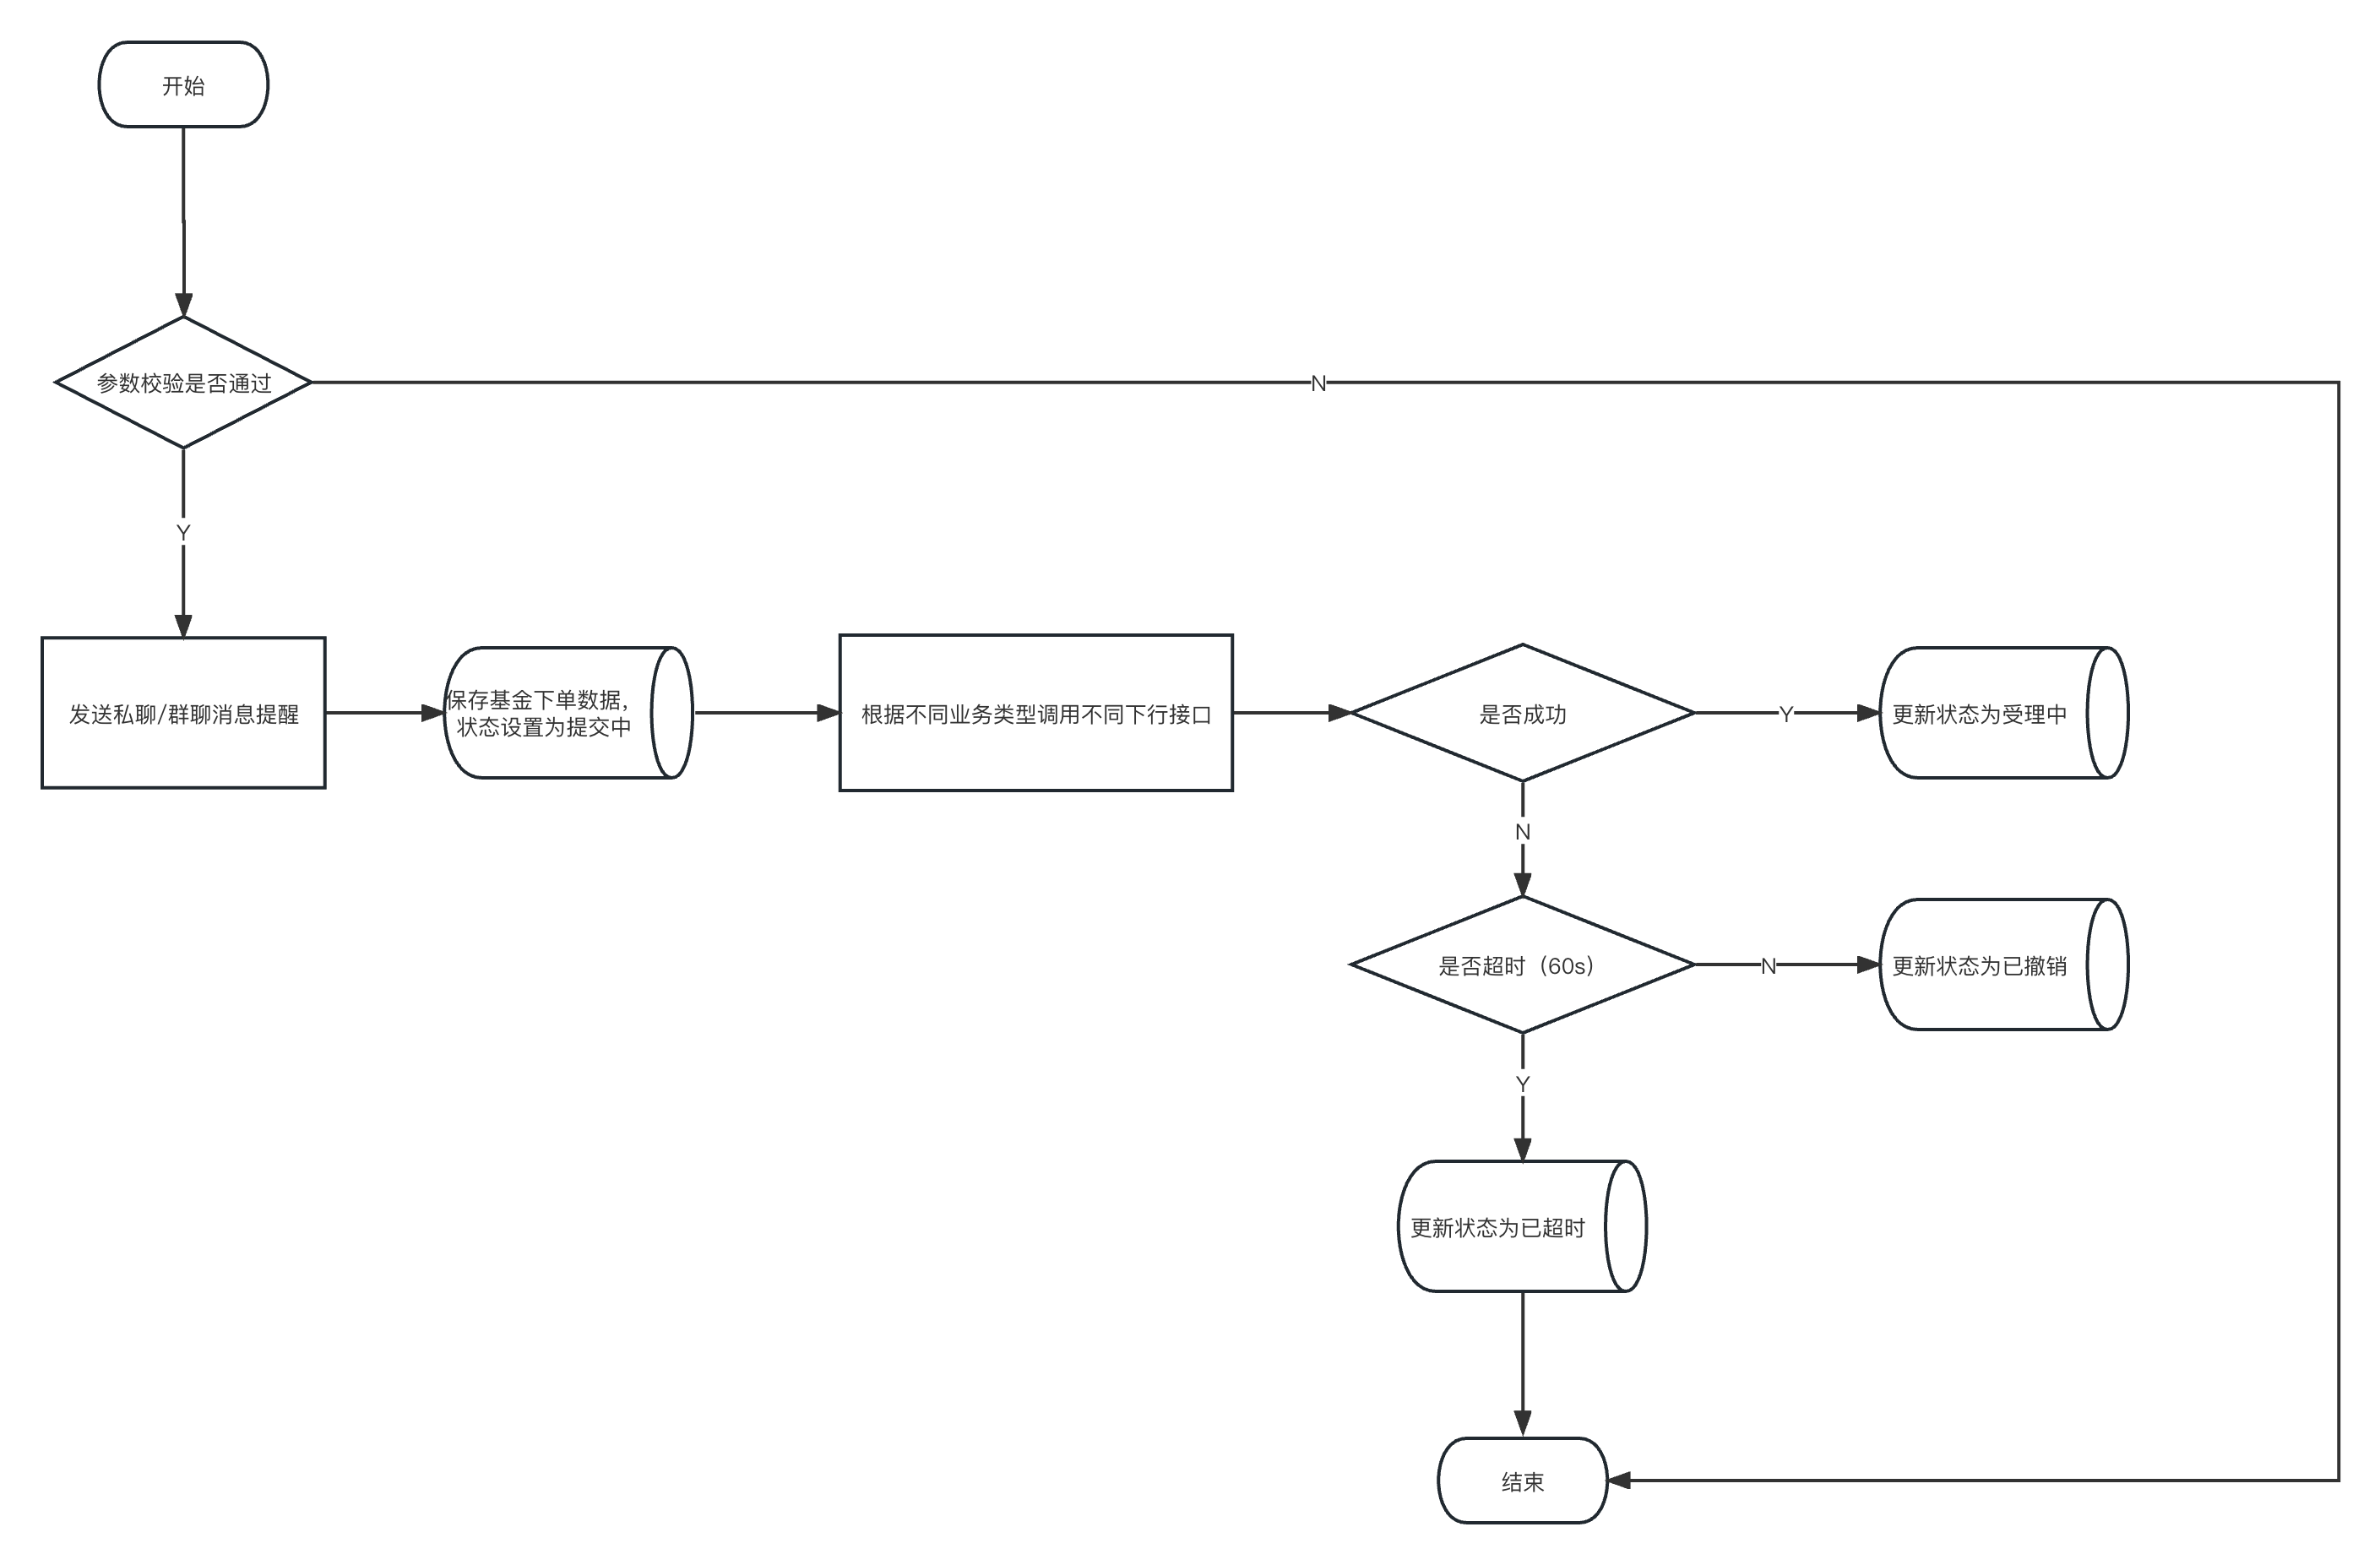 开始
参数校验是否通过
N
Y
发送私聊/群聊消息提醒
保存基金下单数据，
状态设置为提交中
根据不同业务类型调用不同下行接口
是否成功
Y
更新状态为受理中
N
是否超时（60s）
N
更新状态为已撤销
Y
更新状态为已超时
结束